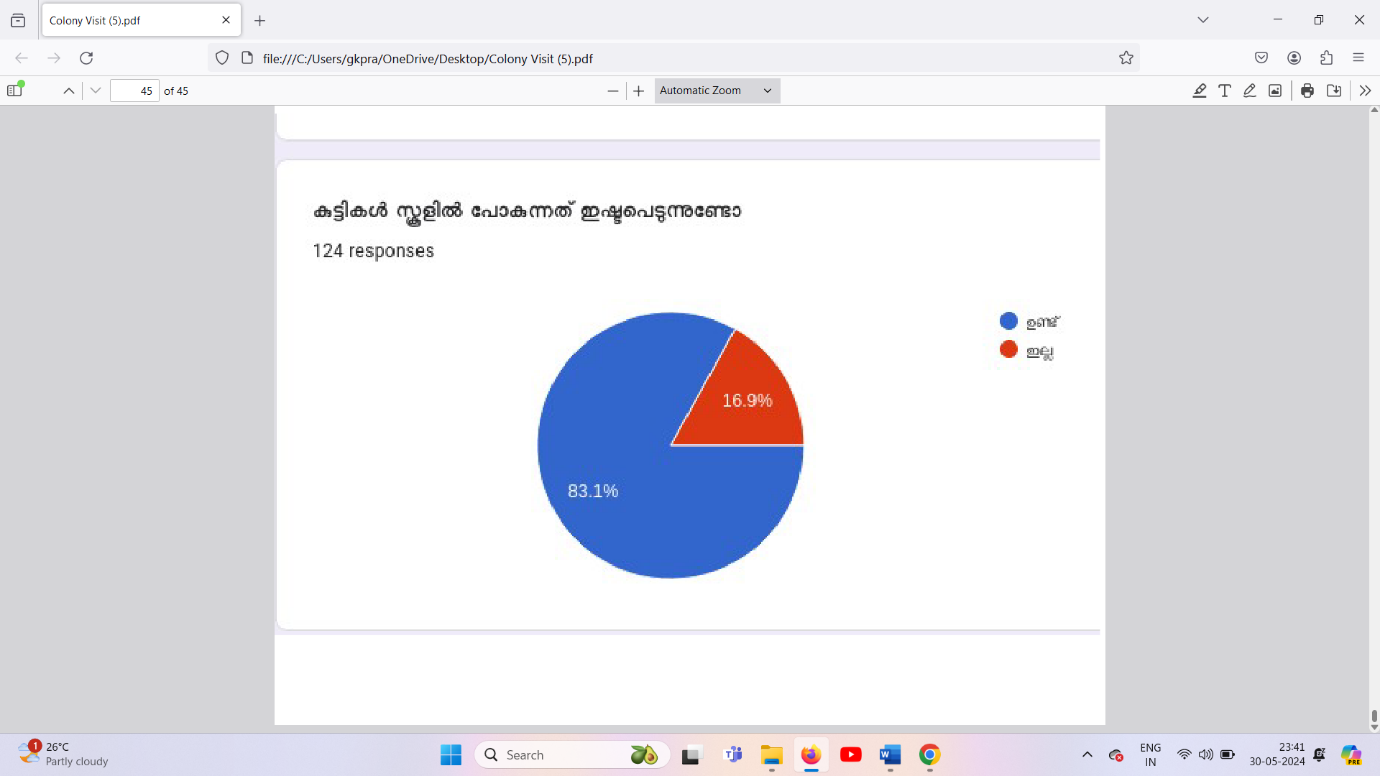 Colony Visit (5).pdf
file:///C:/Users/gkpra/OneDrive/Desktop/Colony Visit (5).pdf
45 of 45
Automatic Zoom
കുട്ടികൾ സ്കൂളിൽ പോകുന്നത് ഇഷ്ടപെടുന്നുണ്ടോ
124 responses
ഉണ്ട്
ഇല്ല
16.9%
83.1%
1
26°C
Partly cloudy
Search
ENG
IN
23:41
30-05-2024
PRE